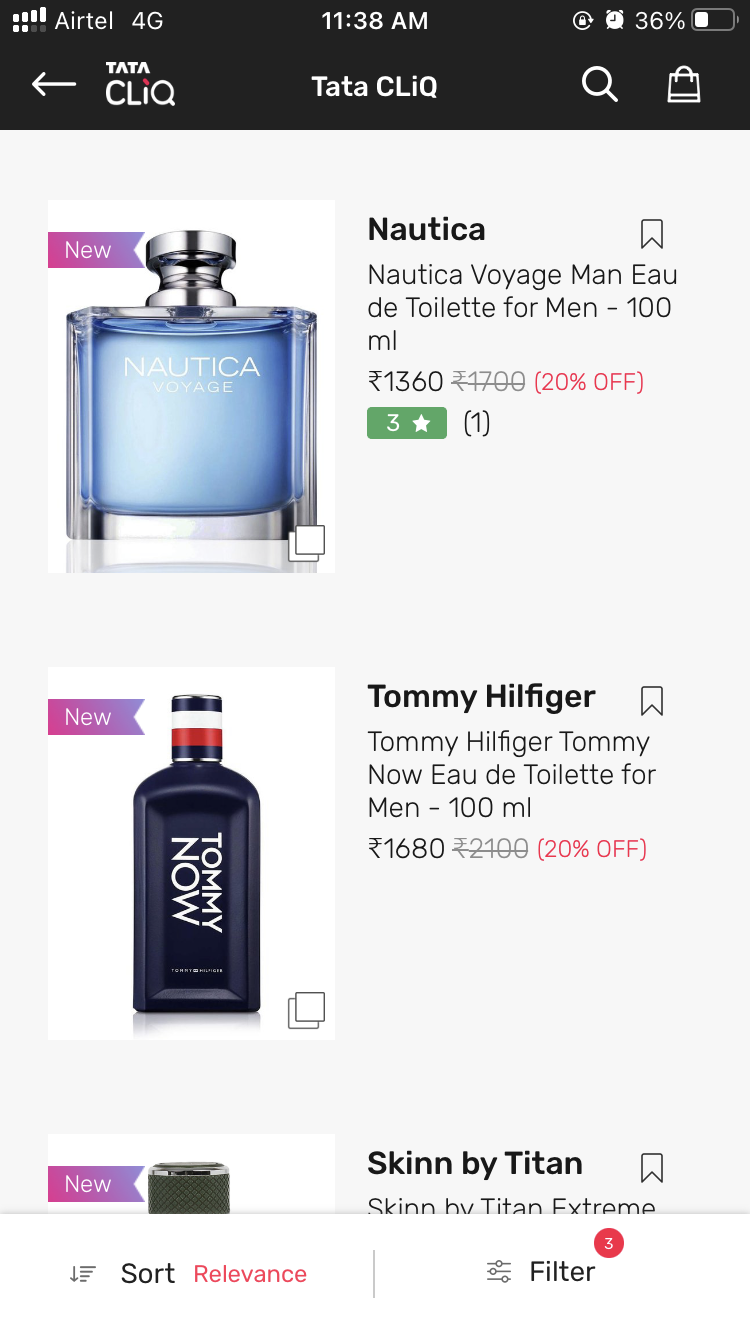 Airtel 4G 11:38 AM 36%
TATA
CLiQ
Tata CLiQ
New
NAUTICA
VOYAGE
Nautica
Nautica Voyage Man Eau
de Toilette for Men - 100
ml
₹1360 ₹1700 (20% OFF)
3 ★ (1)
New
TOMMY
NOW
TOMMY HILFIGER
Tommy Hilfiger
Tommy Hilfiger Tommy
Now Eau de Toilette for
Men - 100 ml
₹1680 ₹2100 (20% OFF)
New
Skinn by Titan
Skinn by Titan Extreme
Sort Relevance
Filter 3